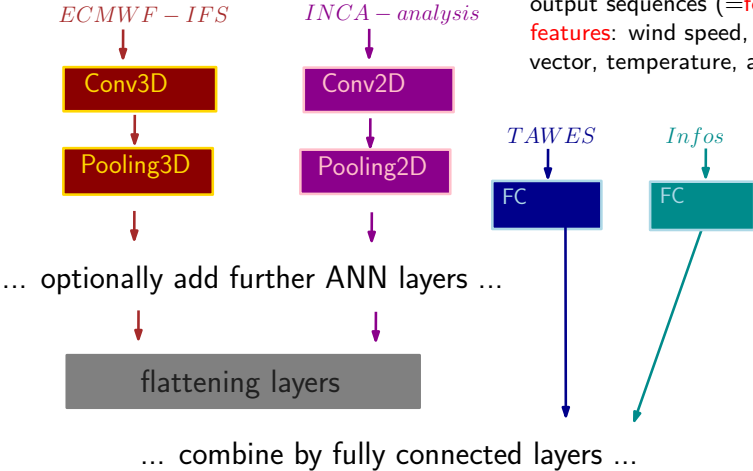 ECMWF - IFS
INCA - analysis
output sequences (=
features: wind speed,
vector, temperature,
Conv3D
Conv2D
TAWES
Infos
Pooling3D
Pooling2D
FC
FC
... optionally add further ANN layers ...
flattening layers
... combine by fully connected layers ...